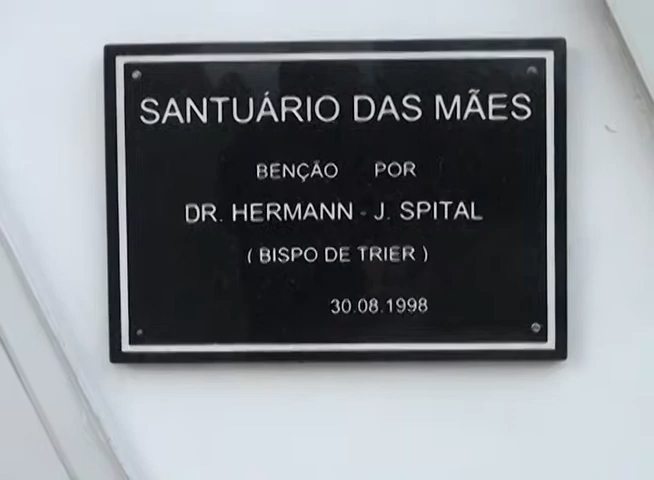 SANTUÁRIO DAS MÃES
BENÇÃO POR
DR. HERMANN - J. SPITAL
( BISPO DE TRIER )
30.08.1998